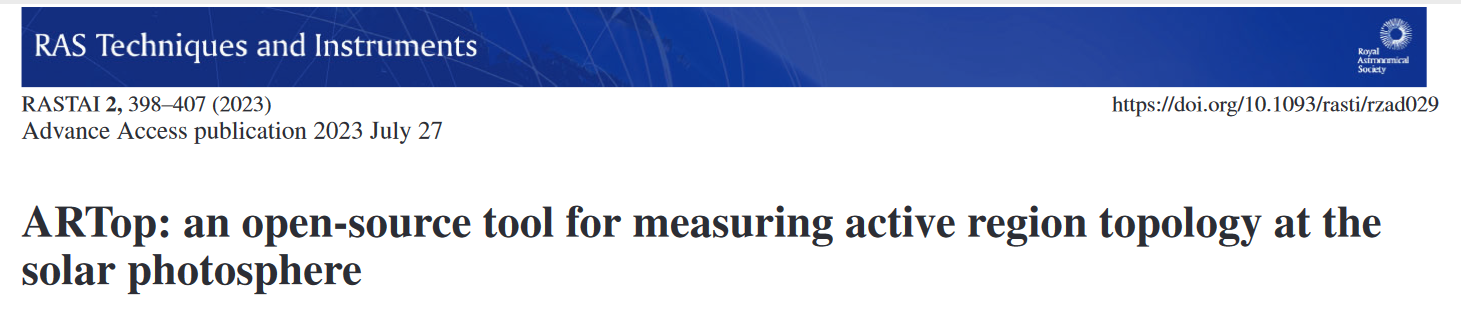 RAS Techniques and Instruments
Royal
Astronomical
Society
RASTAI 2, 398–407 (2023)
https://doi.org/10.1093/rasti/rzad029
Advance Access publication 2023 July 27
ARTop: an open-source tool for measuring active region topology at the
solar photosphere